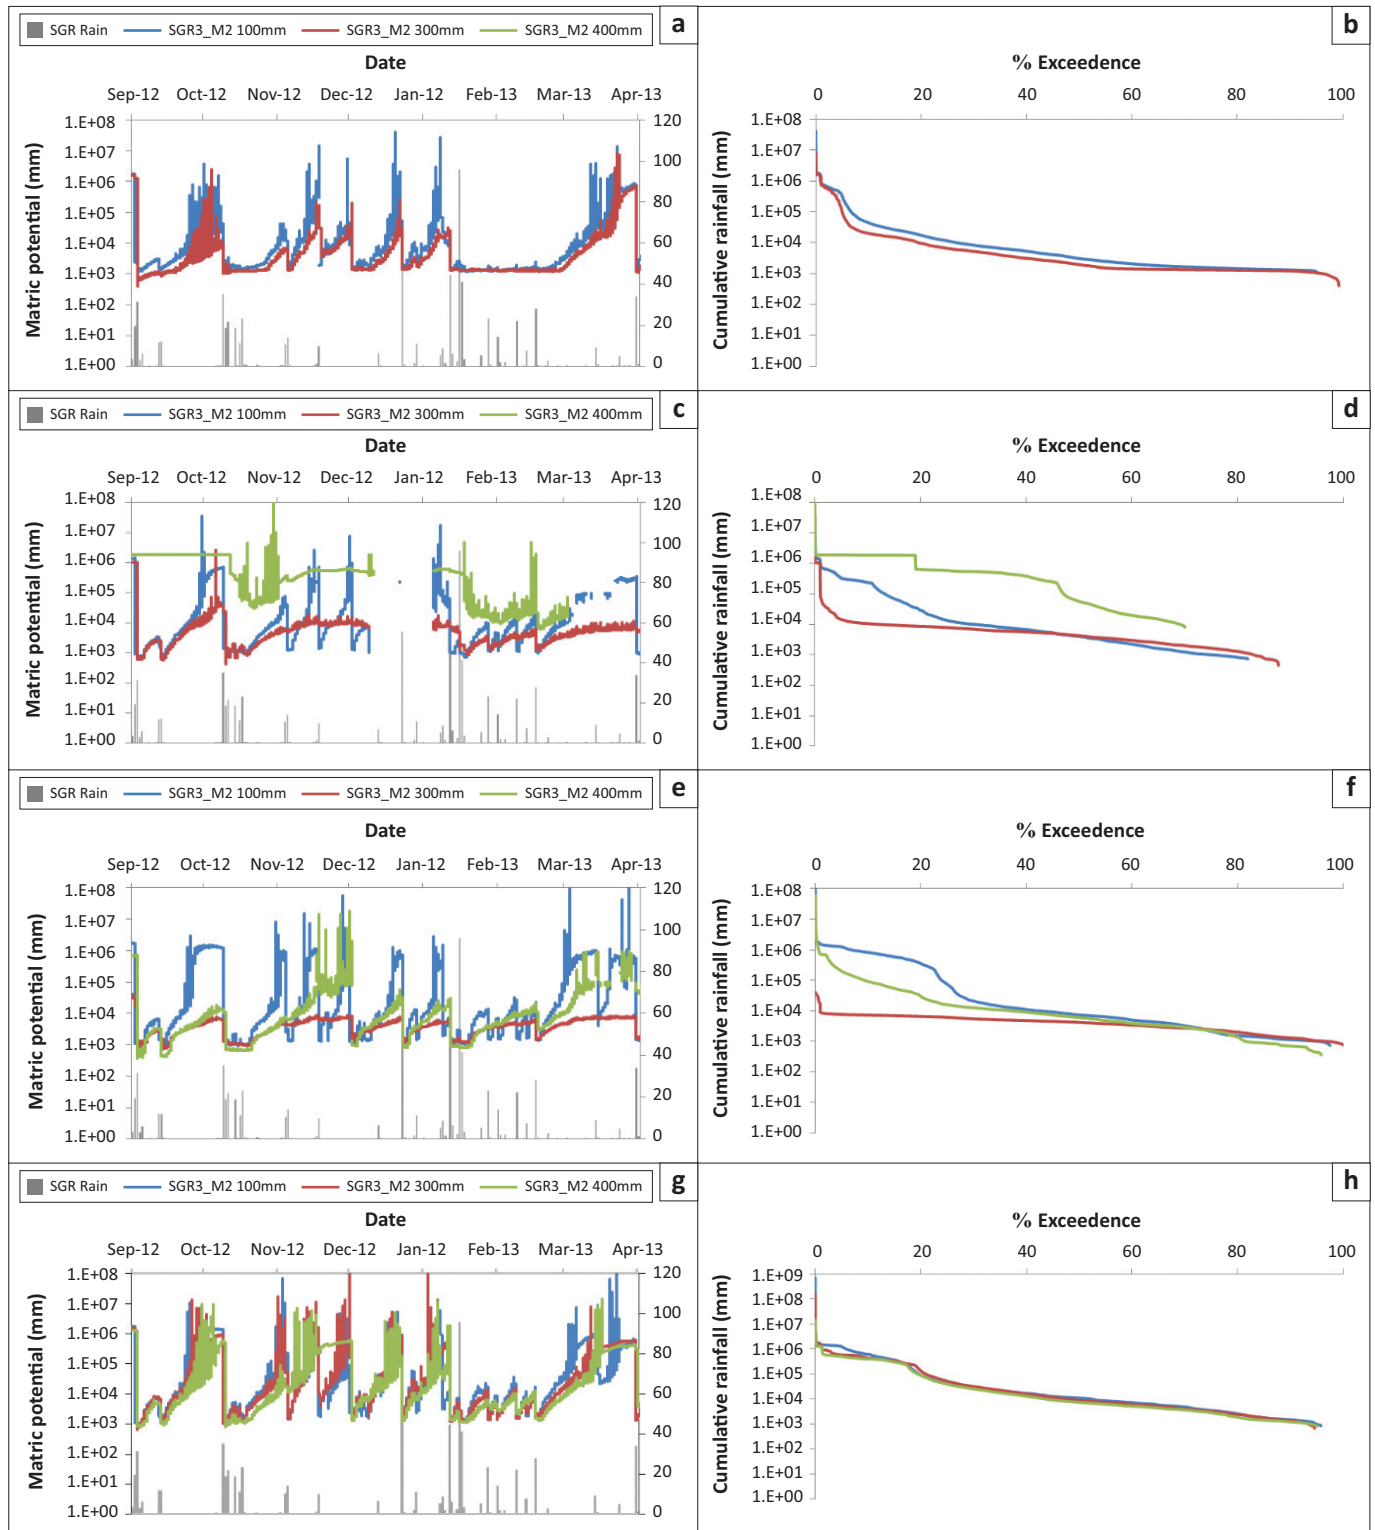 SGR Rain SGR3_M2 100mm SGR3_M2 300mm SGR3_M2 400mm
a
Date
Sep-12 Oct-12 Nov-12 Dec-12 Jan-12 Feb-13 Mar-13 Apr-13
Matric potential (mm)
1.E+08
1.E+07
1.E+06
1.E+05
1.E+04
1.E+03
1.E+02
1.E+01
1.E+00
120
100
80
60
40
20
0
b
% Exceedence
0 20 40 60 80 100
Cumulative rainfall (mm)
1.E+08
1.E+07
1.E+06
1.E+05
1.E+04
1.E+03
1.E+02
1.E+01
1.E+00
SGR Rain SGR3_M2 100mm SGR3_M2 300mm SGR3_M2 400mm
c
Date
Sep-12 Oct-12 Nov-12 Dec-12 Jan-12 Feb-13 Mar-13 Apr-13
Matric potential (mm)
1.E+08
1.E+07
1.E+06
1.E+05
1.E+04
1.E+03
1.E+02
1.E+01
1.E+00
120
100
80
60
40
20
0
d
% Exceedence
0 20 40 60 80 100
Cumulative rainfall (mm)
1.E+08
1.E+07
1.E+06
1.E+05
1.E+04
1.E+03
1.E+02
1.E+01
1.E+00
SGR Rain SGR3_M2 100mm SGR3_M2 300mm SGR3_M2 400mm
e
Date
Sep-12 Oct-12 Nov-12 Dec-12 Jan-12 Feb-13 Mar-13 Apr-13
Matric potential (mm)
1.E+08
1.E+07
1.E+06
1.E+05
1.E+04
1.E+03
1.E+02
1.E+01
1.E+00
120
100
80
60
40
20
0
f
% Exceedence
0 20 40 60 80 100
Cumulative rainfall (mm)
1.E+08
1.E+07
1.E+06
1.E+05
1.E+04
1.E+03
1.E+02
1.E+01
1.E+00
SGR Rain SGR3_M2 100mm SGR3_M2 300mm SGR3_M2 400mm
g
Date
Sep-12 Oct-12 Nov-12 Dec-12 Jan-12 Feb-13 Mar-13 Apr-13
Matric potential (mm)
1.E+08
1.E+07
1.E+06
1.E+05
1.E+04
1.E+03
1.E+02
1.E+01
1.E+00
120
100
80
60
40
20
0
h
% Exceedence
0 20 40 60 80 100
Cumulative rainfall (mm)
1.E+09
1.E+08
1.E+07
1.E+06
1.E+05
1.E+04
1.E+03
1.E+02
1.E+01
1.E+00